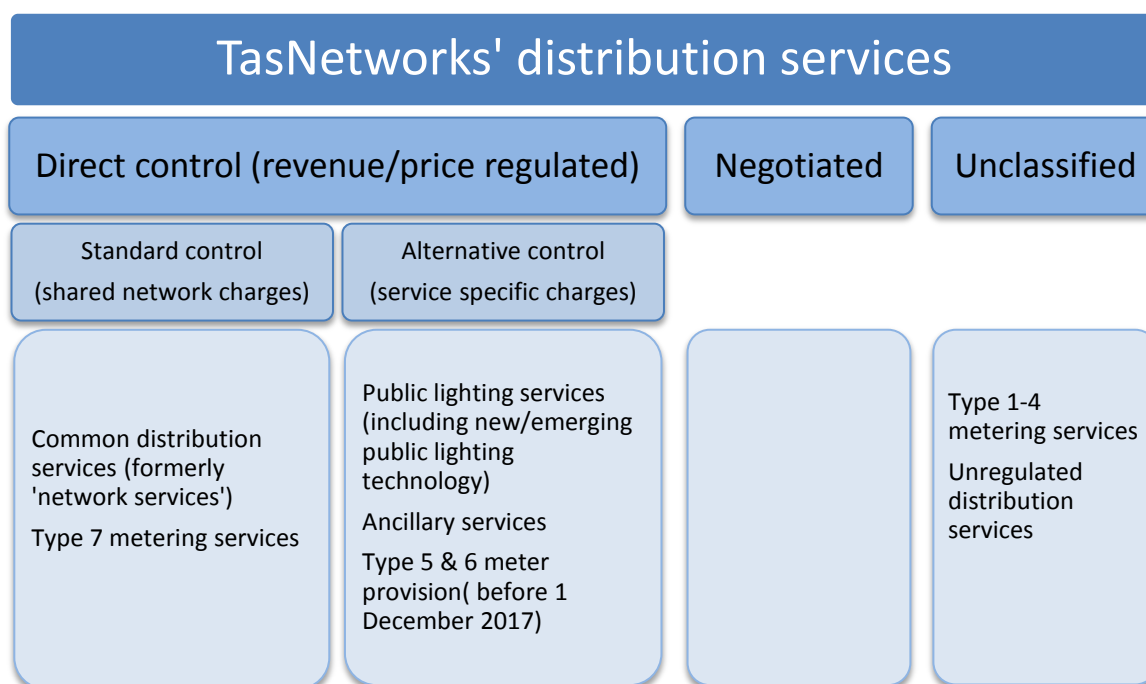 TasNetworks' distribution services
Direct control (revenue/price regulated)
Negotiated
Unclassified
Standard control
(shared network charges)
Alternative control
(service specific charges)
Common distribution
services (formerly
'network services')
Type 7 metering services
Public lighting services
(including new/emerging
public lighting
technology)
Ancillary services
Type 5 & 6 meter
provision( before 1
December 2017)
Type 1-4
metering services
Unregulated
distribution
services